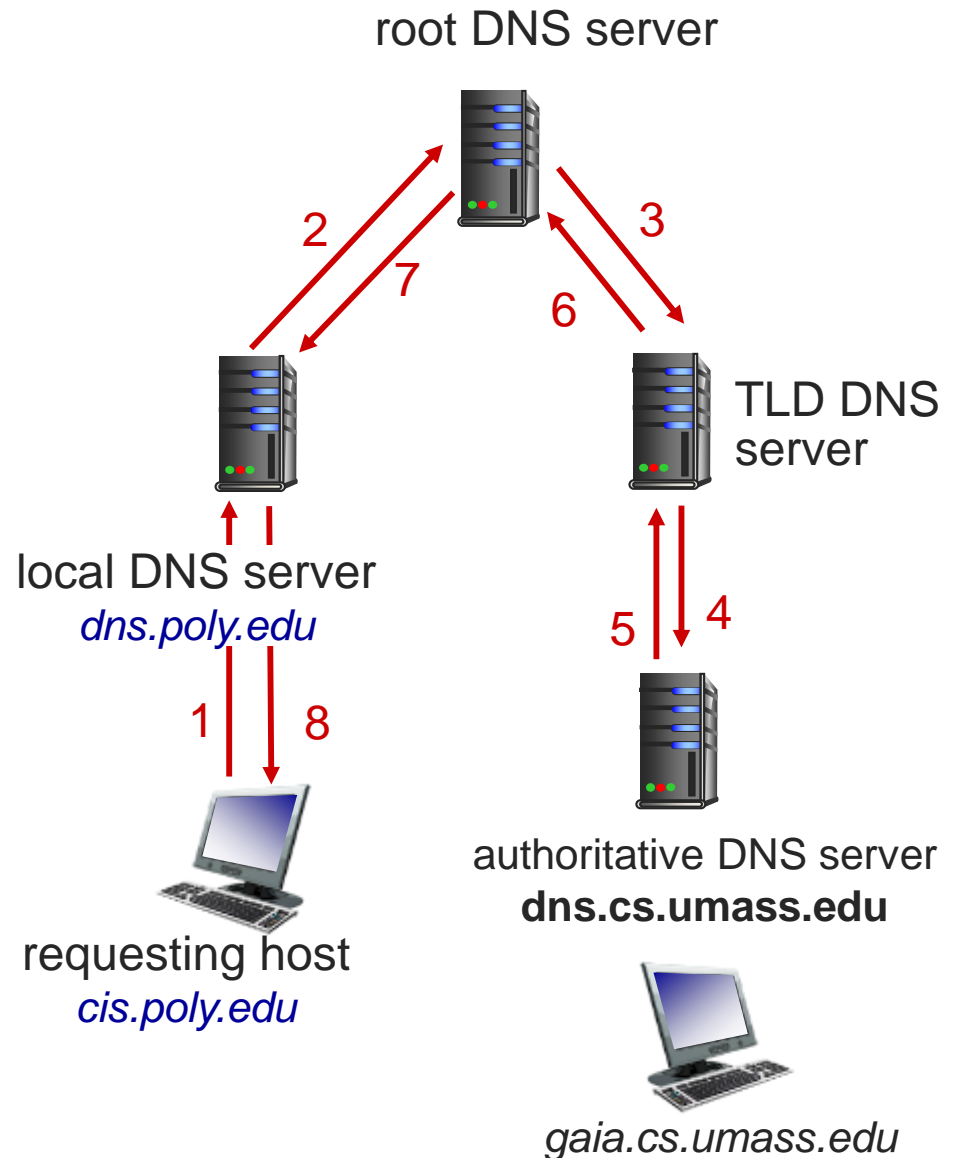 root DNS server
2
3
7
6
TLD DNS
server
local DNS server
dns.poly.edu
5
4
1
8
authoritative DNS server
dns.cs.umass.edu
requesting host
cis.poly.edu
gaia.cs.umass.edu